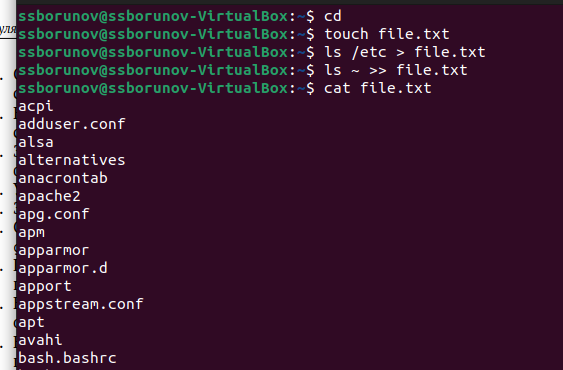 ssborunov@ssborunov-VirtualBox:~$ cd
ssborunov@ssborunov-VirtualBox:~$ touch file.txt
ssborunov@ssborunov-VirtualBox:~$ ls /etc > file.txt
ssborunov@ssborunov-VirtualBox:~$ ls ~ >> file.txt
ssborunov@ssborunov-VirtualBox:~$ cat file.txt
acpi
adduser.conf
alsa
alternatives
anacrontab
apache2
apg.conf
apm
apparmor
apparmor.d
apport
appstream.conf
apt
avahi
bash.bashrc